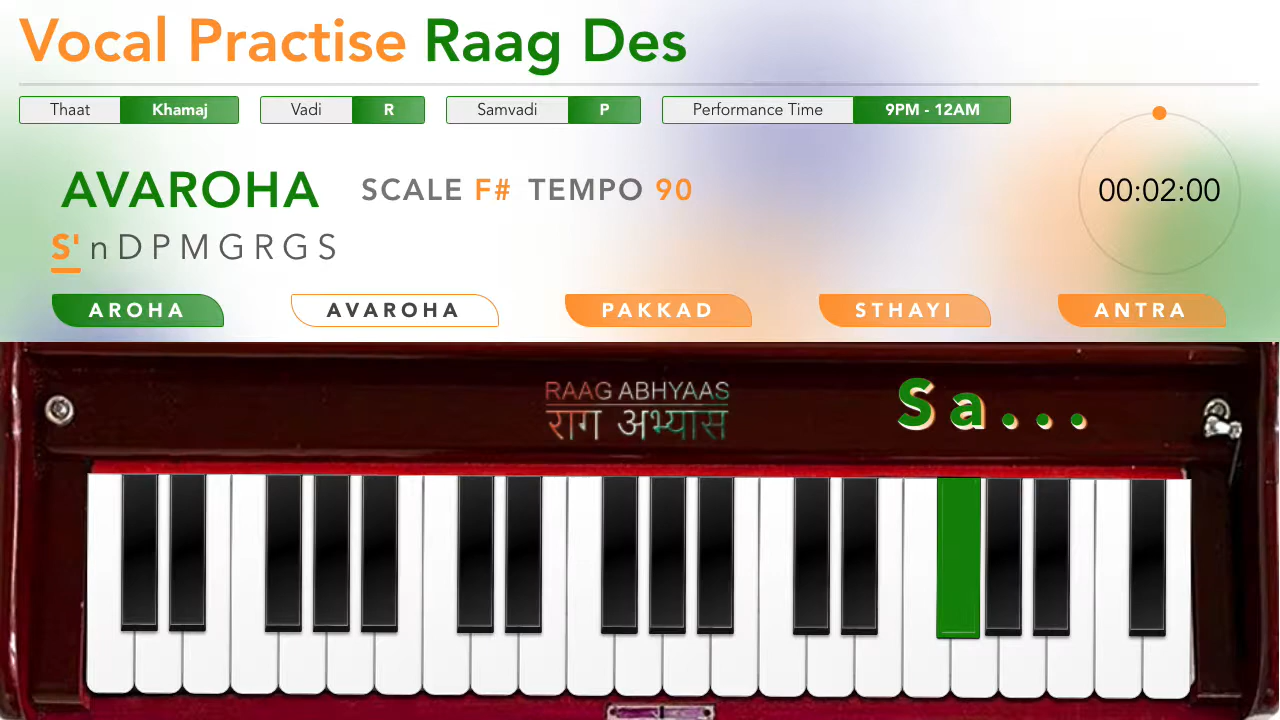 Vocal Practise Raag Des
Thaat Khamaj Vadi R Samvadi P Performance Time 9PM - 12AM
AVAROHA SCALE F# TEMPO 90
00:02:00
S' n D P M G R G S
AROHA AVAROHA PAKKAD STHAYI ANTRA
RAAG ABHYAAS
राग अभ्यास
Sa...